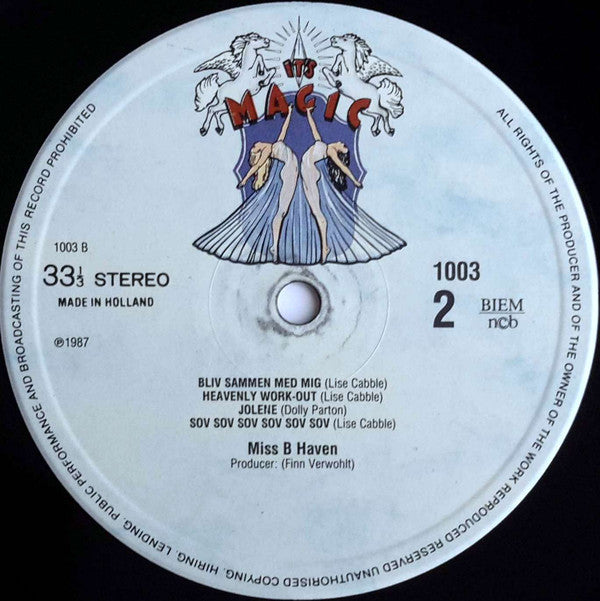 IT'S
MAGIC
ALL RIGHTS OF THE PRODUCER AND OF THE OWNER OF THE WORK REPRODUCED RESERVED UNAUTHORISED COPYING, HIRING, LENDING, PUBLIC PERFORMANCE AND BROADCASTING OF THIS RECORD PROHIBITED
1003 B
33⅓ STEREO
MADE IN HOLLAND
℗1987
1003
2 BIEM
ncb
BLIV SAMMEN MED MIG (Lise Cabble)
HEAVENLY WORK-OUT (Lise Cabble)
JOLENE (Dolly Parton)
SOV SOV SOV SOV SOV SOV (Lise Cabble)
Miss B Haven
Producer: (Finn Verwohlt)